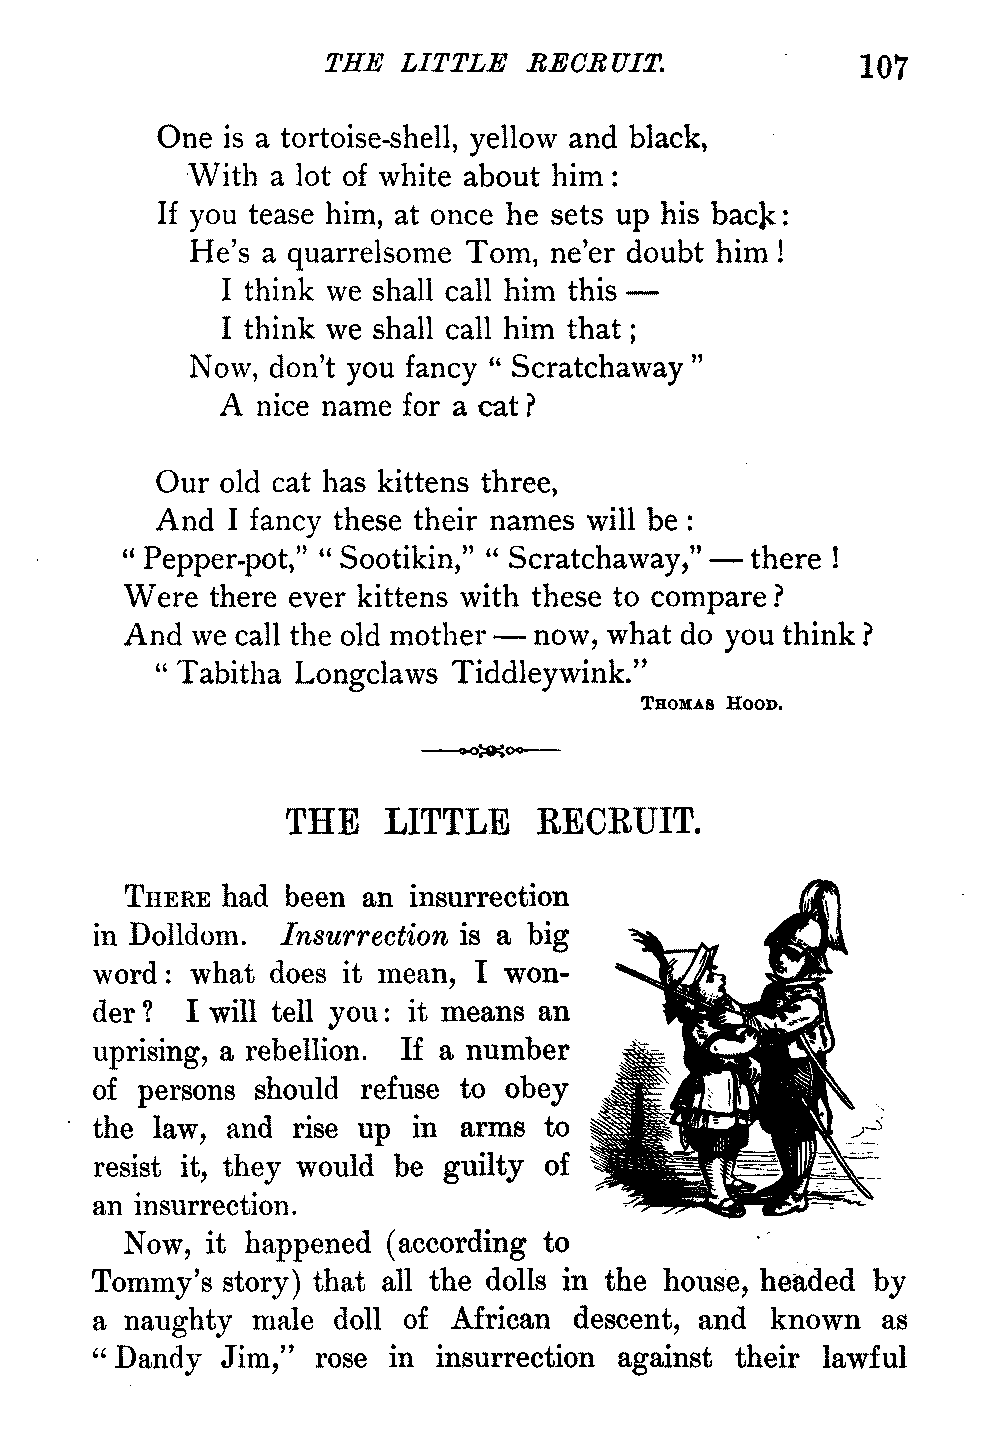 THE LITTLE RECRUIT. 107
One is a tortoise-shell, yellow and black,
With a lot of white about him :
If you tease him, at once he sets up his back :
He's a quarrelsome Tom, ne'er doubt him !
I think we shall call him this —
I think we shall call him that ;
Now, don't you fancy “ Scratchaway ”
A nice name for a cat ?
Our old cat has kittens three,
And I fancy these their names will be :
“ Pepper-pot,” “ Sootikin,” “ Scratchaway,” — there !
Were there ever kittens with these to compare ?
And we call the old mother — now, what do you think ?
“ Tabitha Longclaws Tiddleywink.”
THOMAS HOOD.
THE LITTLE RECRUIT.
THERE had been an insurrection
in Dolldom. Insurrection is a big
word : what does it mean, I won-
der ? I will tell you : it means an
uprising, a rebellion. If a number
of persons should refuse to obey
the law, and rise up in arms to
resist it, they would be guilty of
an insurrection.
Now, it happened (according to
Tommy's story) that all the dolls in the house, headed by
a naughty male doll of African descent, and known as
“ Dandy Jim,” rose in insurrection against their lawful